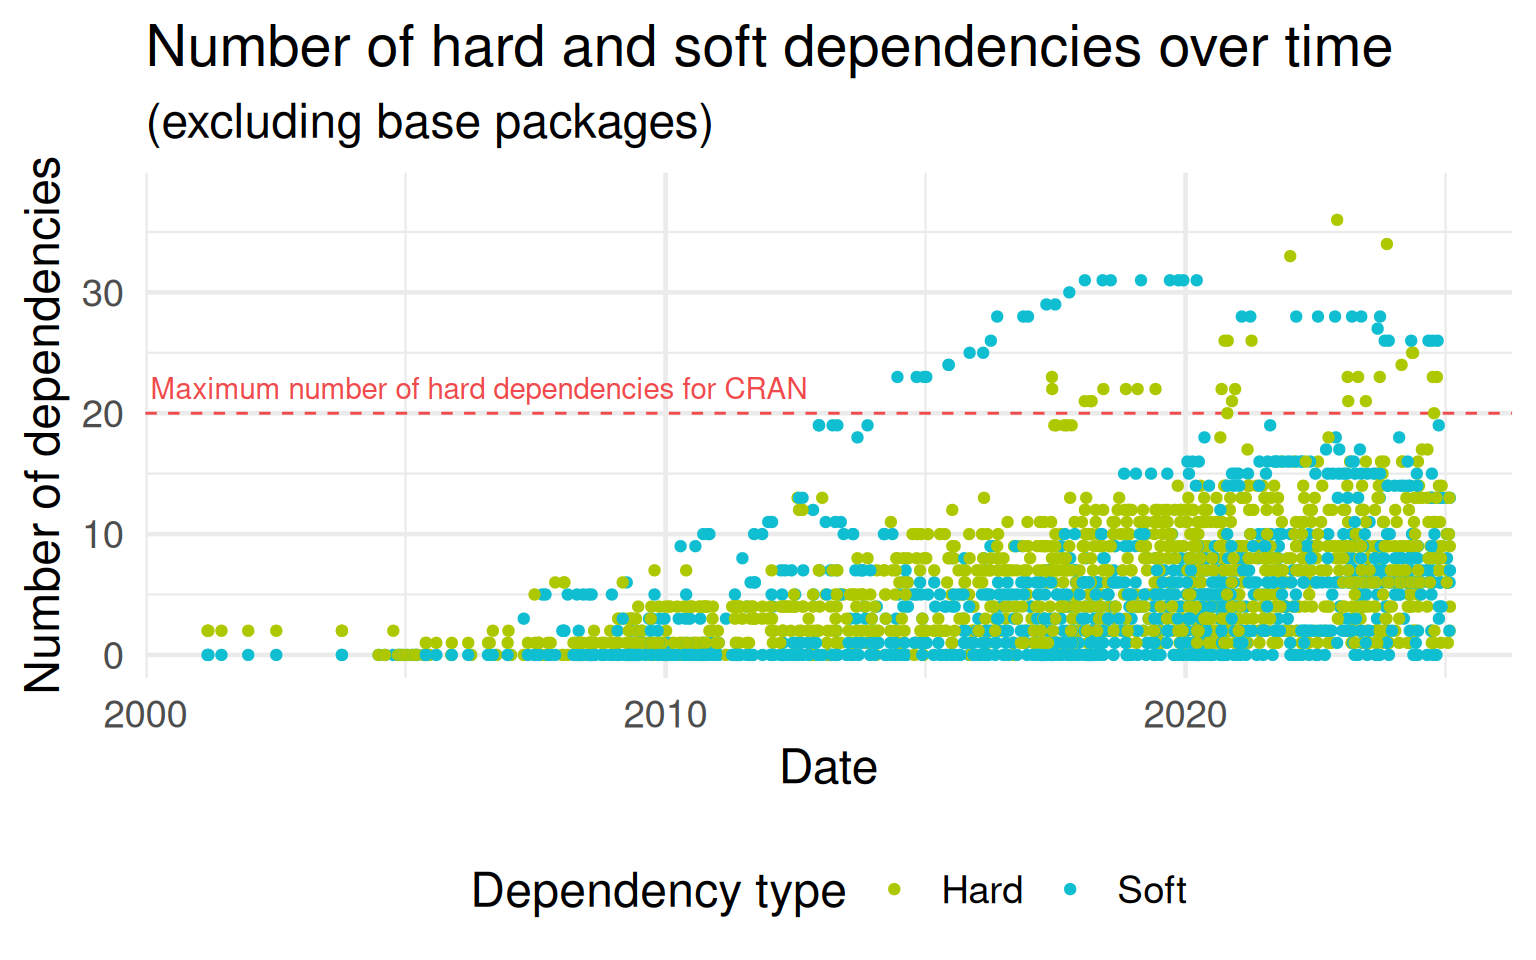 Number of hard and soft dependencies over time
(excluding base packages)
Number of dependencies
30
20
10
0
Maximum number of hard dependencies for CRAN
2000 2010 2020
Date
Dependency type Hard Soft